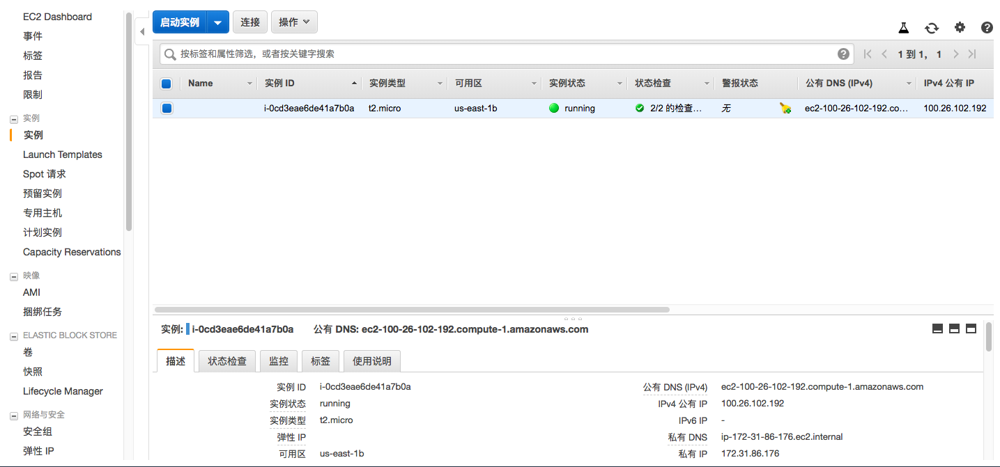 EC2 Dashboard
事件
标签
报告
限制
实例
实例
Launch Templates
Spot 请求
预留实例
专用主机
计划实例
Capacity Reservations
映像
AMI
捆绑任务
ELASTIC BLOCK STORE
卷
快照
Lifecycle Manager
网络与安全
安全组
弹性 IP
启动实例 连接 操作
按标签和属性筛选，或者按关键字搜索 1 到 1， 1
Name 实例 ID 实例类型 可用区 实例状态 状态检查 警报状态 公有 DNS (IPv4) IPv4 公有 IP
i-0cd3eae6de41a7b0a t2.micro us-east-1b running 2/2 的检查… 无 ec2-100-26-102-192.co… 100.26.102.192
实例: i-0cd3eae6de41a7b0a 公有 DNS: ec2-100-26-102-192.compute-1.amazonaws.com
描述 状态检查 监控 标签 使用说明
实例 ID i-0cd3eae6de41a7b0a 公有 DNS (IPv4) ec2-100-26-102-192.compute-1.amazonaws.com
实例状态 running IPv4 公有 IP 100.26.102.192
实例类型 t2.micro IPv6 IP -
弹性 IP 私有 DNS ip-172-31-86-176.ec2.internal
可用区 us-east-1b 私有 IP 172.31.86.176